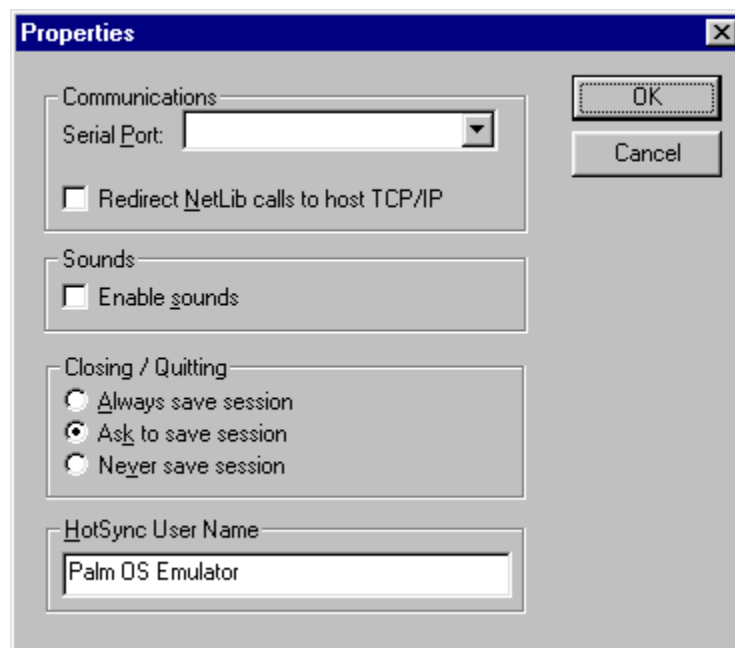 Properties
Communications
Serial Port:
Redirect NetLib calls to host TCP/IP
Sounds
Enable sounds
Closing / Quitting
Always save session
Ask to save session
Never save session
HotSync User Name
Palm OS Emulator
OK
Cancel